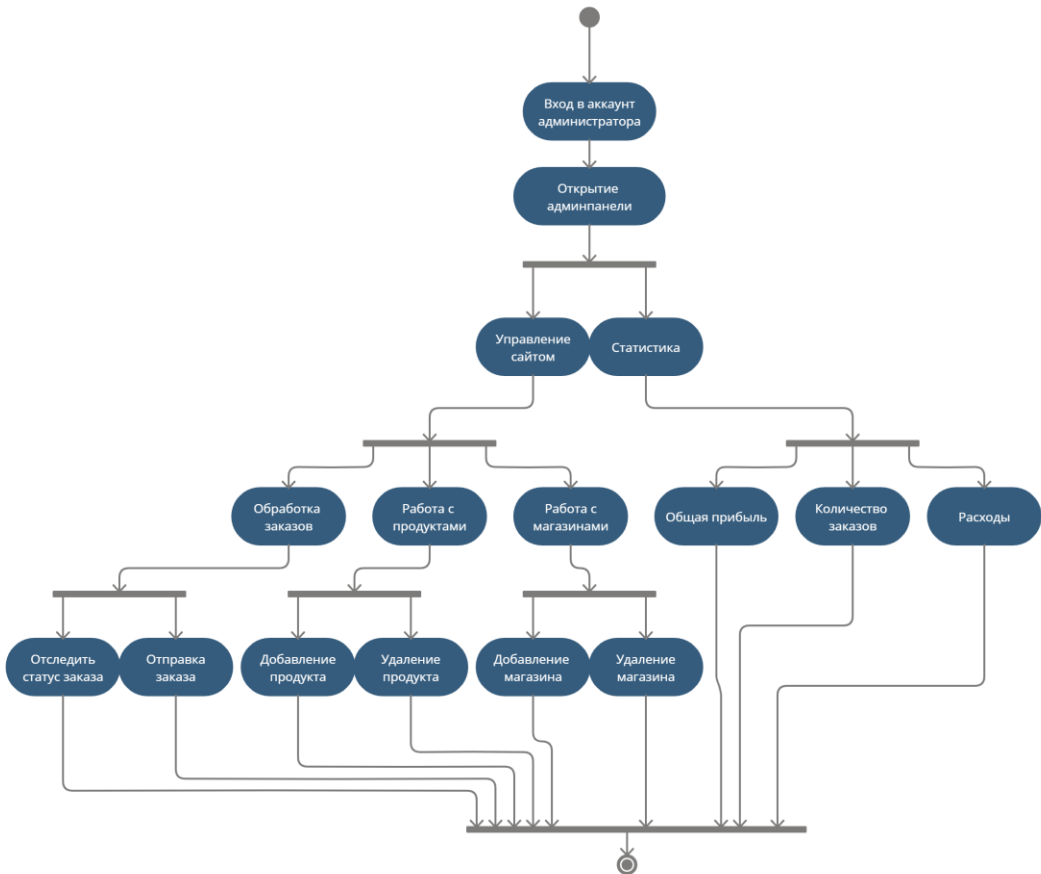 Вход в аккаунт
администратора
Открытие
админпанели
Управление
сайтом
Статистика
Обработка
заказов
Работа с
продуктами
Работа с
магазинами
Общая прибыль
Количество
заказов
Расходы
Отследить
статус заказа
Отправка
заказа
Добавление
продукта
Удаление
продукта
Добавление
магазина
Удаление
магазина